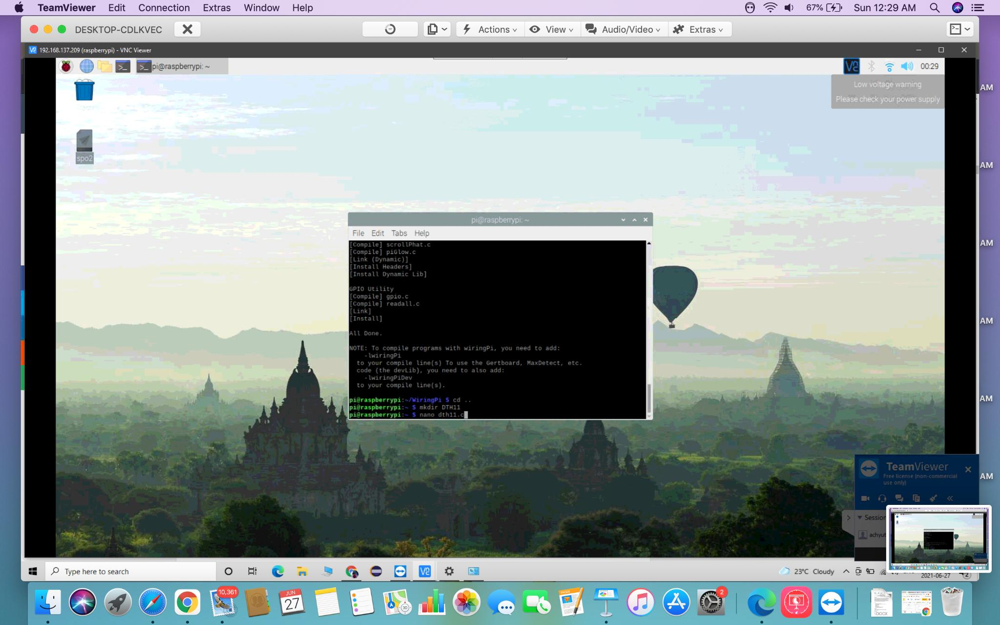 TeamViewer Edit Connection Extras Window Help
67% Sun 12:29 AM
DESKTOP-CDLKVEC
Actions View Audio/Video Extras
192.168.137.209 (raspberrypi) - VNC Viewer
pi@raspberrypi: ~
00:29
Low voltage warning
Please check your power supply
AM
AM
AM
AM
AM
AM
spo2
pi@raspberrypi: ~
File Edit Tabs Help
[Compile] scrollPhat.c
[Compile] piGlow.c
[Link (Dynamic)]
[Install Headers]
[Install Dynamic Lib]
GPIO Utility
[Compile] gpio.c
[Compile] readall.c
[Link]
[Install]
All Done.
NOTE: To compile programs with wiringPi, you need to add:
-lwiringPi
to your compile line(s) To use the Gertboard, MaxDetect, etc.
code (the devLib), you need to also add:
-lwiringPiDev
to your compile line(s).
pi@raspberrypi:~/WiringPi $ cd ..
pi@raspberrypi:~ $ mkdir DTH11
pi@raspberrypi:~ $ nano dth11.c
TeamViewer
Free license (non-commercial
use only)
Session
achyut
Type here to search
23°C Cloudy
2021-06-27
2
10,361
JUN
27
3D
PAGES
2
DOCX